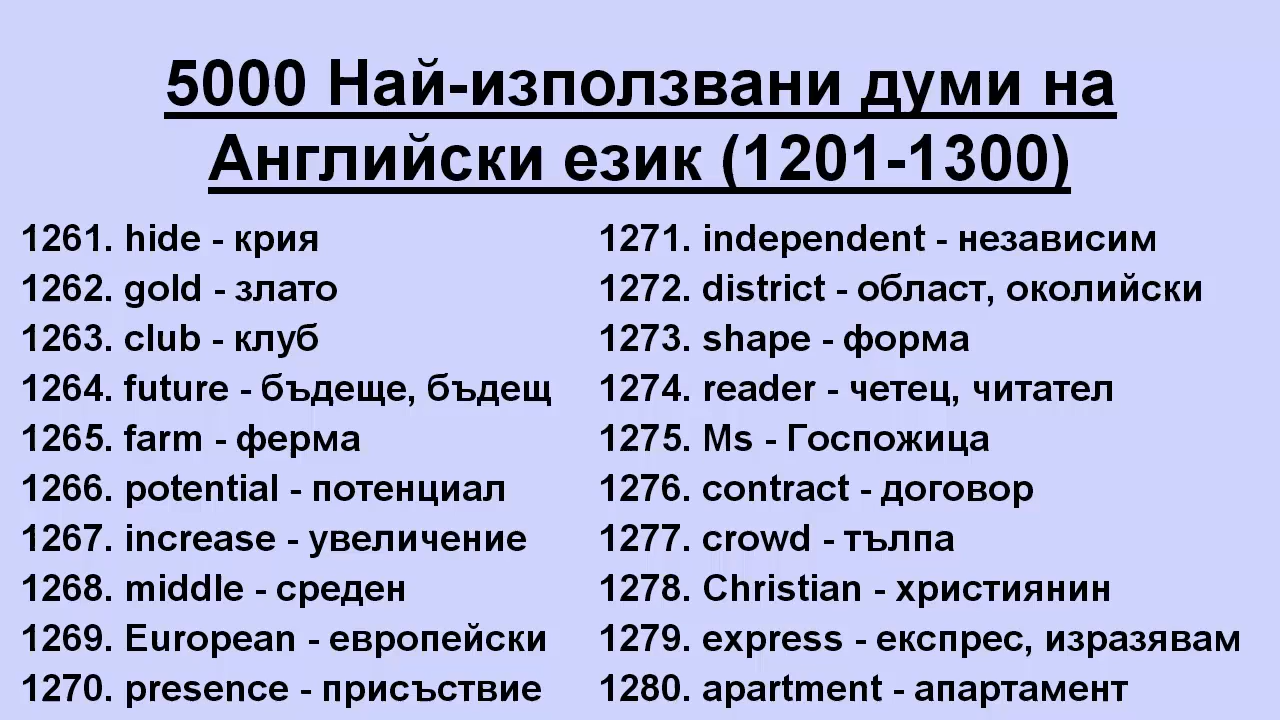 5000 Най-използвани думи на
Английски език (1201-1300)
1261. hide - крия
1262. gold - злато
1263. club - клуб
1264. future - бъдеще, бъдещ
1265. farm - ферма
1266. potential - потенциал
1267. increase - увеличение
1268. middle - среден
1269. European - европейски
1270. presence - присъствие
1271. independent - независим
1272. district - област, околийски
1273. shape - форма
1274. reader - четец, читател
1275. Ms - Госпожица
1276. contract - договор
1277. crowd - тълпа
1278. Christian - християнин
1279. express - експрес, изразявам
1280. apartment - апартамент